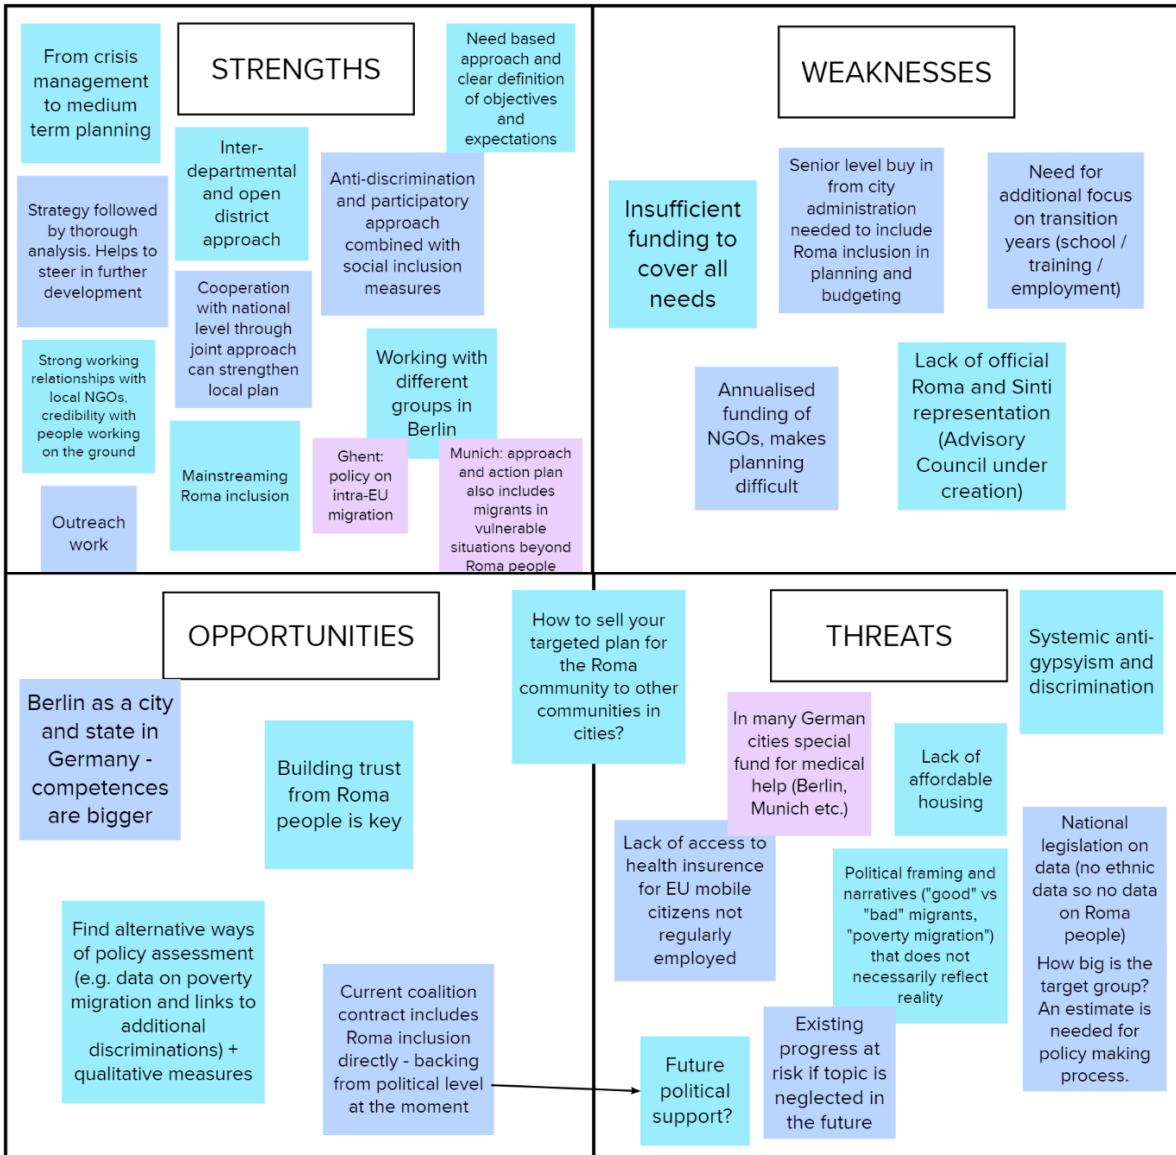 STRENGTHS
From crisis
management
to medium
term planning
Need based
approach and
clear definition
of objectives
and
expectations
Inter-
departmental
and open
district
approach
Anti-discrimination
and participatory
approach
combined with
social inclusion
measures
Strategy followed
by thorough
analysis. Helps to
steer in further
development
Cooperation
with national
level through
joint approach
can strengthen
local plan
Strong working
relationships with
local NGOs,
credibility with
people working
on the ground
Working with
different
groups in
Berlin
Mainstreaming
Roma inclusion
Ghent:
policy on
intra-EU
migration
Munich: approach
and action plan
also includes
migrants in
vulnerable
situations beyond
Roma people
Outreach
work
WEAKNESSES
Insufficient
funding to
cover all
needs
Senior level buy in
from city
administration
needed to include
Roma inclusion in
planning and
budgeting
Need for
additional focus
on transition
years (school /
training /
employment)
Annualised
funding of
NGOs, makes
planning
difficult
Lack of official
Roma and Sinti
representation
(Advisory
Council under
creation)
OPPORTUNITIES
Berlin as a city
and state in
Germany -
competences
are bigger
Building trust
from Roma
people is key
Find alternative ways
of policy assessment
(e.g. data on poverty
migration and links to
additional
discriminations) +
qualitative measures
Current coalition
contract includes
Roma inclusion
directly - backing
from political level
at the moment
How to sell your
targeted plan for
the Roma
community to other
communities in
cities?
THREATS
Systemic anti-
gypsyism and
discrimination
In many German
cities special
fund for medical
help (Berlin,
Munich etc.)
Lack of
affordable
housing
Lack of access to
health insurence
for EU mobile
citizens not
regularly
employed
Political framing and
narratives ("good" vs
"bad" migrants,
"poverty migration")
that does not
necessarily reflect
reality
National
legislation on
data (no ethnic
data so no data
on Roma
people)
How big is the
target group?
An estimate is
needed for
policy making
process.
Future
political
support?
Existing
progress at
risk if topic is
neglected in
the future